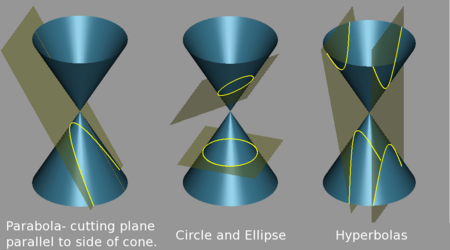 Parabola- cutting plane
parallel to side of cone.
Circle and Ellipse
Hyperbolas